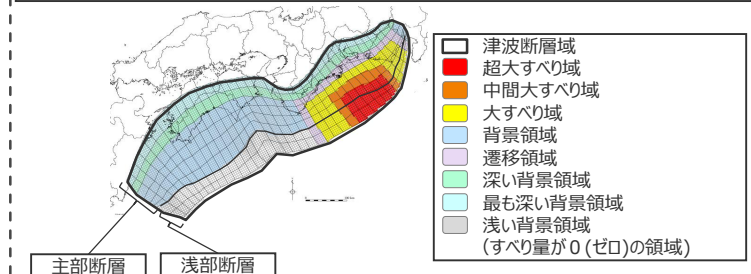 津波断層域
超大すべり域
中間大すべり域
大すべり域
背景領域
遷移領域
深い背景領域
最も深い背景領域
浅い背景領域
(すべり量が0(ゼロ)の領域)
主部断層
浅部断層